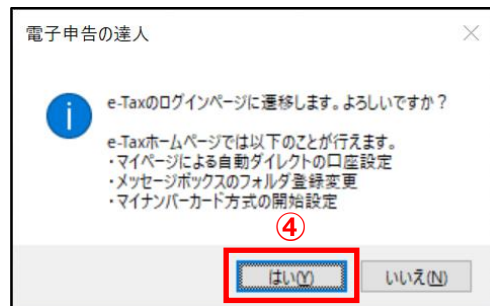 電子申告の達人
e-Taxのログインページに遷移します。よろしいですか？
e-Taxホームページでは以下のことが行えます。
・マイページによる自動ダイレクトの口座設定
・メッセージボックスのフォルダ登録変更
・マイナンバーカード方式の開始設定
④
はい(Y)
いいえ(N)